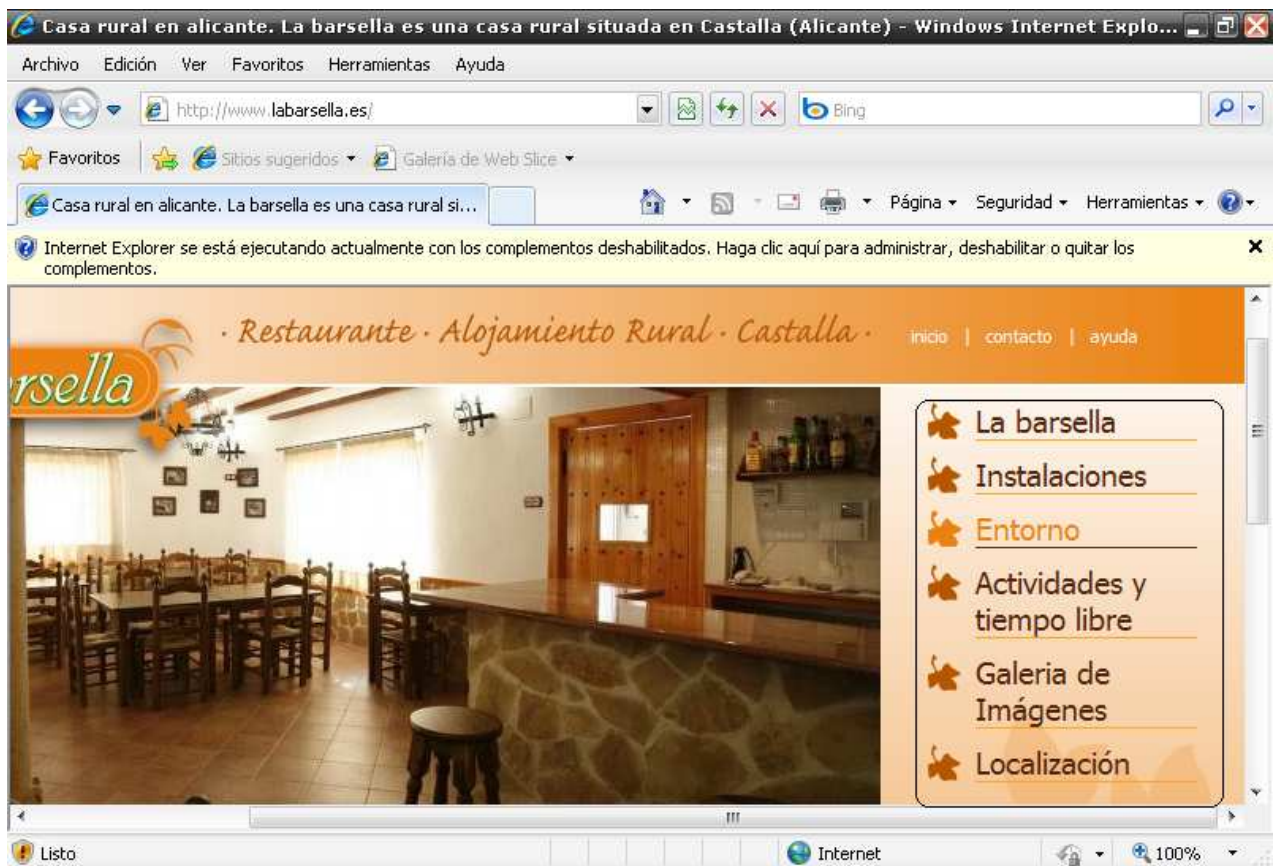 Casa rural en alicante. La barsella es una casa rural situada en Castalla (Alicante) - Windows Internet Explo...
Archivo Edición Ver Favoritos Herramientas Ayuda
http://www.labarsella.es/
Bing
Favoritos Sitios sugeridos Galería de Web Slice
Casa rural en alicante. La barsella es una casa rural si...
Página Seguridad Herramientas
Internet Explorer se está ejecutando actualmente con los complementos deshabilitados. Haga clic aquí para administrar, deshabilitar o quitar los
complementos.
· Restaurante · Alojamiento Rural · Castalla ·
inicio | contacto | ayuda
rsella
La barsella
Instalaciones
Entorno
Actividades y
tiempo libre
Galeria de
Imágenes
Localización
Listo
Internet
100%